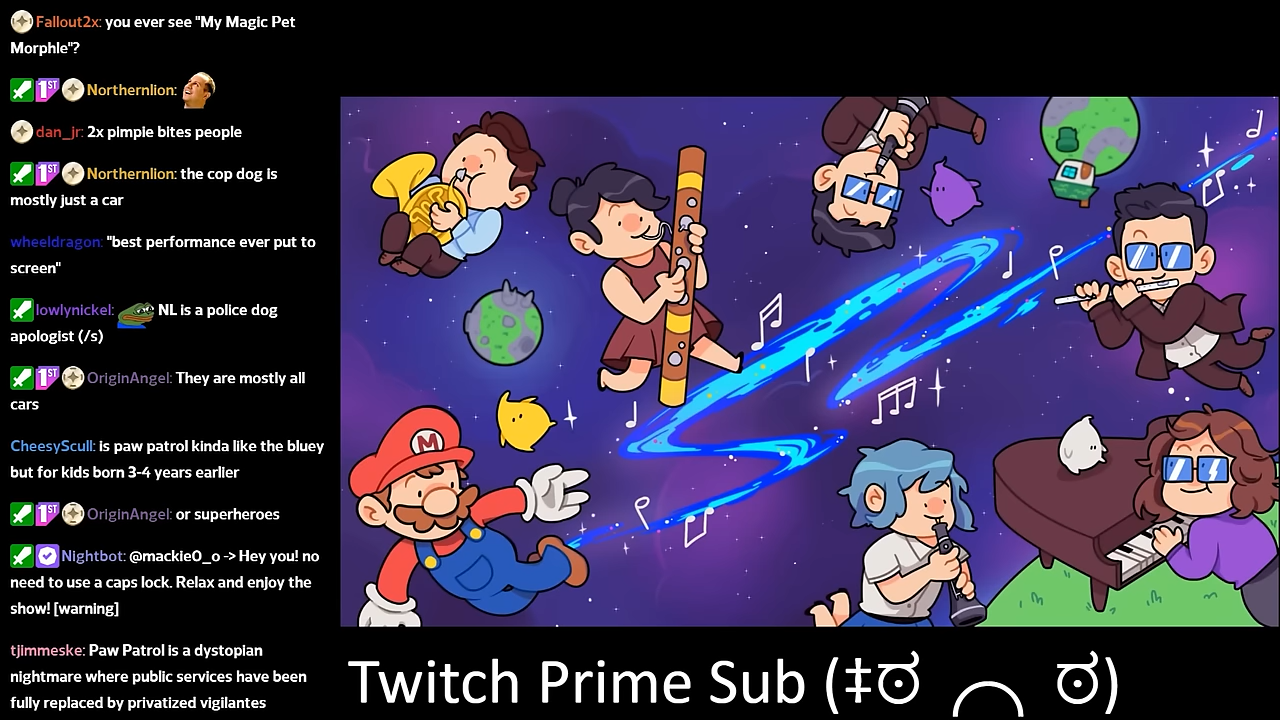 Fallout2x: you ever see "My Magic Pet
Morphle"?
1ST Northernlion:
dan_jr: 2x pimple bites people
1ST Northernlion: the cop dog is
mostly just a car
wheeldragon: "best performance ever put to
screen"
lowlynickel: NL is a police dog
apologist (/s)
1ST OriginAngel: They are mostly all
cars
CheesyScull: is paw patrol kinda like the bluey
but for kids born 3-4 years earlier
1ST OriginAngel: or superheroes
Nightbot: @mackie0_o -> Hey you! no
need to use a caps lock. Relax and enjoy the
show! [warning]
tjimmeske: Paw Patrol is a dystopian
nightmare where public services have been
fully replaced by privatized vigilantes
M
Twitch Prime Sub (‡ಠ ⁀ ಠ)